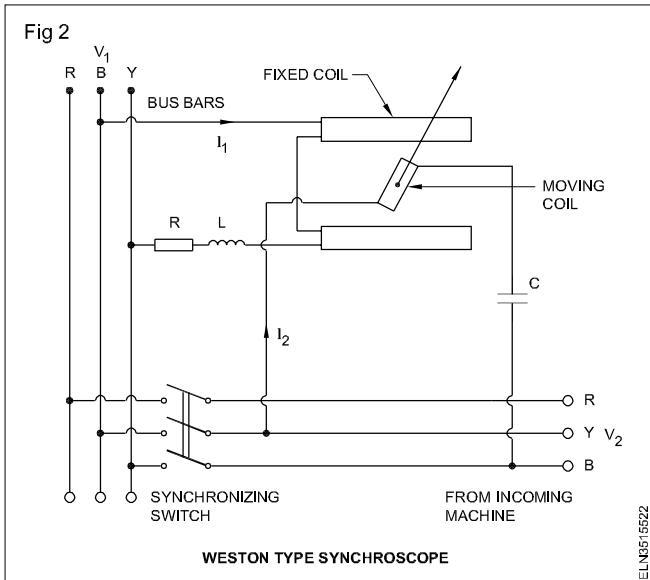 Fig 2
V1
R B Y
BUS BARS
FIXED COIL
I1
MOVING
COIL
R L
C
I2
R
Y V2
B
SYNCHRONIZING
SWITCH
FROM INCOMING
MACHINE
WESTON TYPE SYNCHROSCOPE
ELN3515522